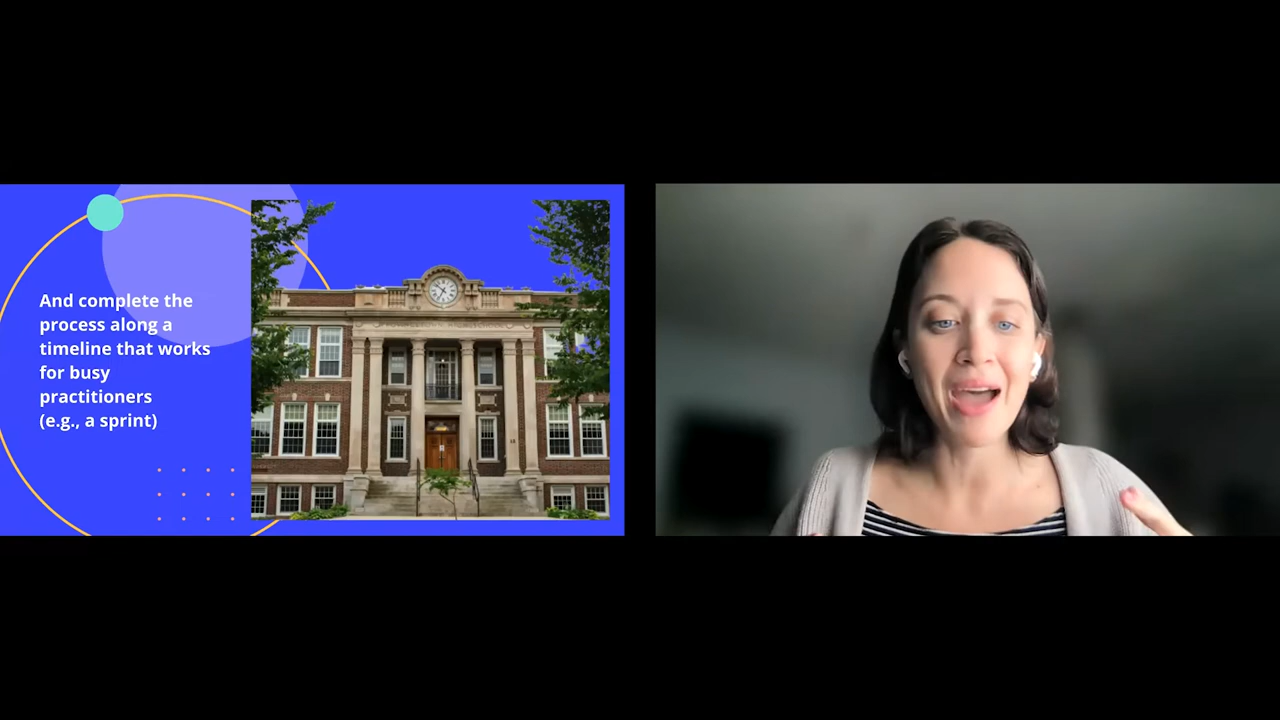 And complete the
process along a
timeline that works
for busy
practitioners
(e.g., a sprint)